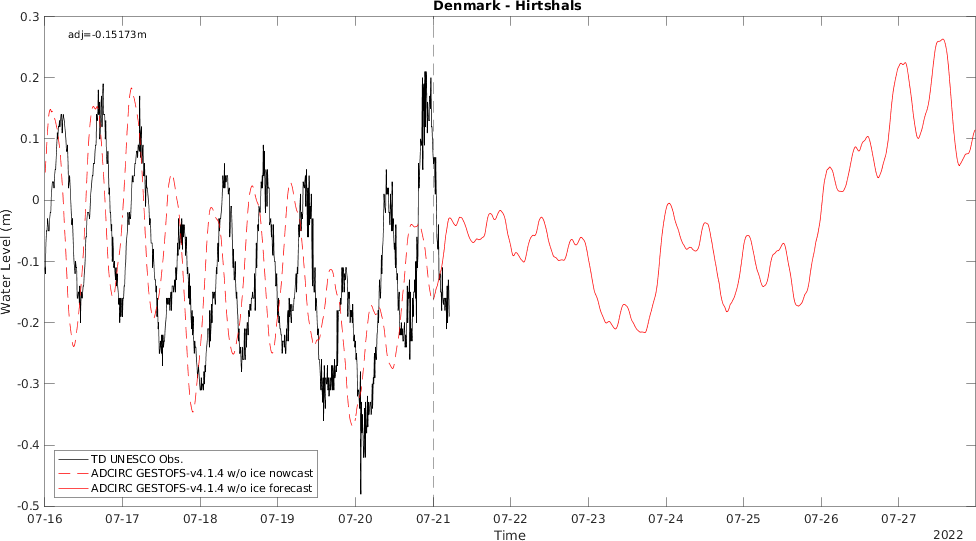 Denmark - Hirtshals
adj=-0.15173m
0.3
0.2
0.1
0
-0.1
-0.2
-0.3
-0.4
-0.5
Water Level (m)
TD UNESCO Obs.
ADCIRC GESTOFS-v4.1.4 w/o ice nowcast
ADCIRC GESTOFS-v4.1.4 w/o ice forecast
07-16 07-17 07-18 07-19 07-20 07-21 07-22 07-23 07-24 07-25 07-26 07-27
Time
2022